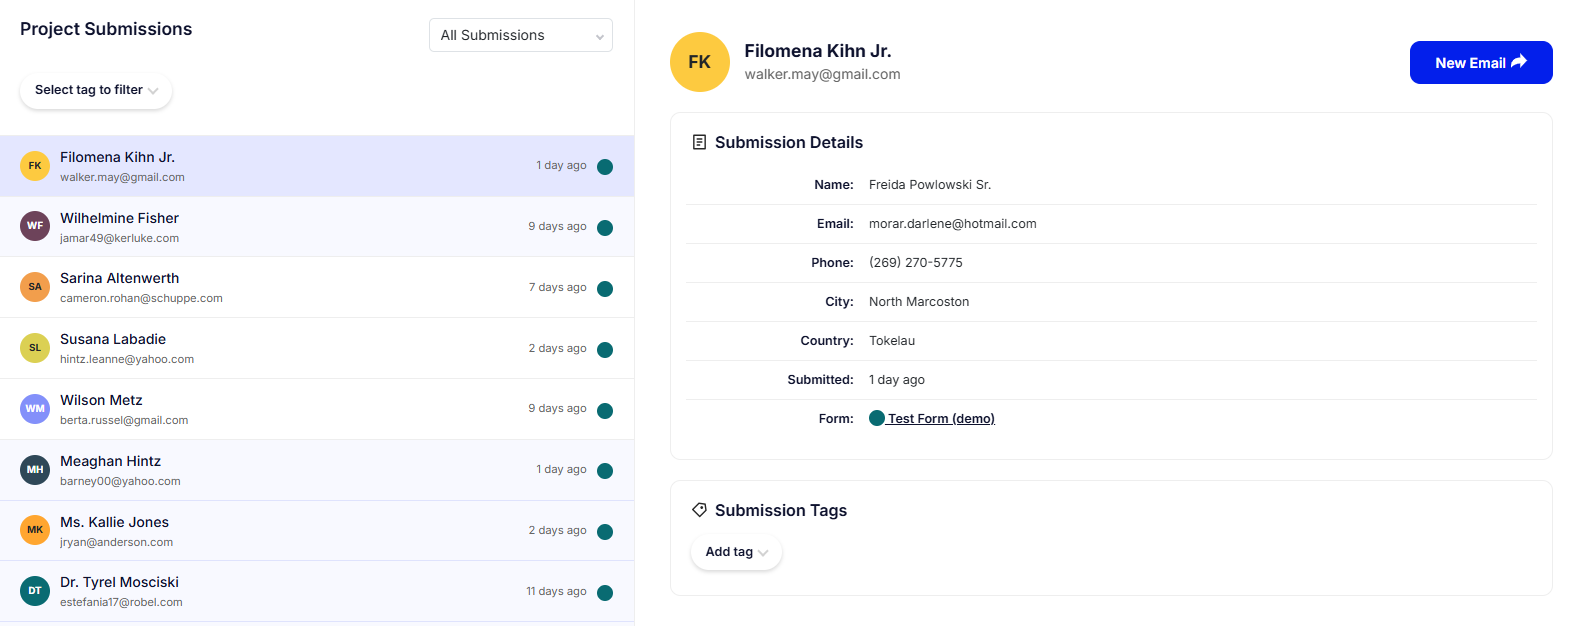 Project Submissions
All Submissions
Select tag to filter
FK
Filomena Kihn Jr.
walker.may@gmail.com
1 day ago
WF
Wilhelmine Fisher
jamar49@kerluke.com
9 days ago
SA
Sarina Altenwerth
cameron.rohan@schuppe.com
7 days ago
SL
Susana Labadie
hintz.leanne@yahoo.com
2 days ago
WM
Wilson Metz
berta.russel@gmail.com
9 days ago
MH
Meaghan Hintz
barney00@yahoo.com
1 day ago
MK
Ms. Kallie Jones
jryan@anderson.com
2 days ago
DT
Dr. Tyrel Mosciski
estefania17@robel.com
11 days ago
FK
Filomena Kihn Jr.
walker.may@gmail.com
New Email
Submission Details
Name: Freida Powlowski Sr.
Email: morar.darlene@hotmail.com
Phone: (269) 270-5775
City: North Marcoston
Country: Tokelau
Submitted: 1 day ago
Form: Test Form (demo)
Submission Tags
Add tag